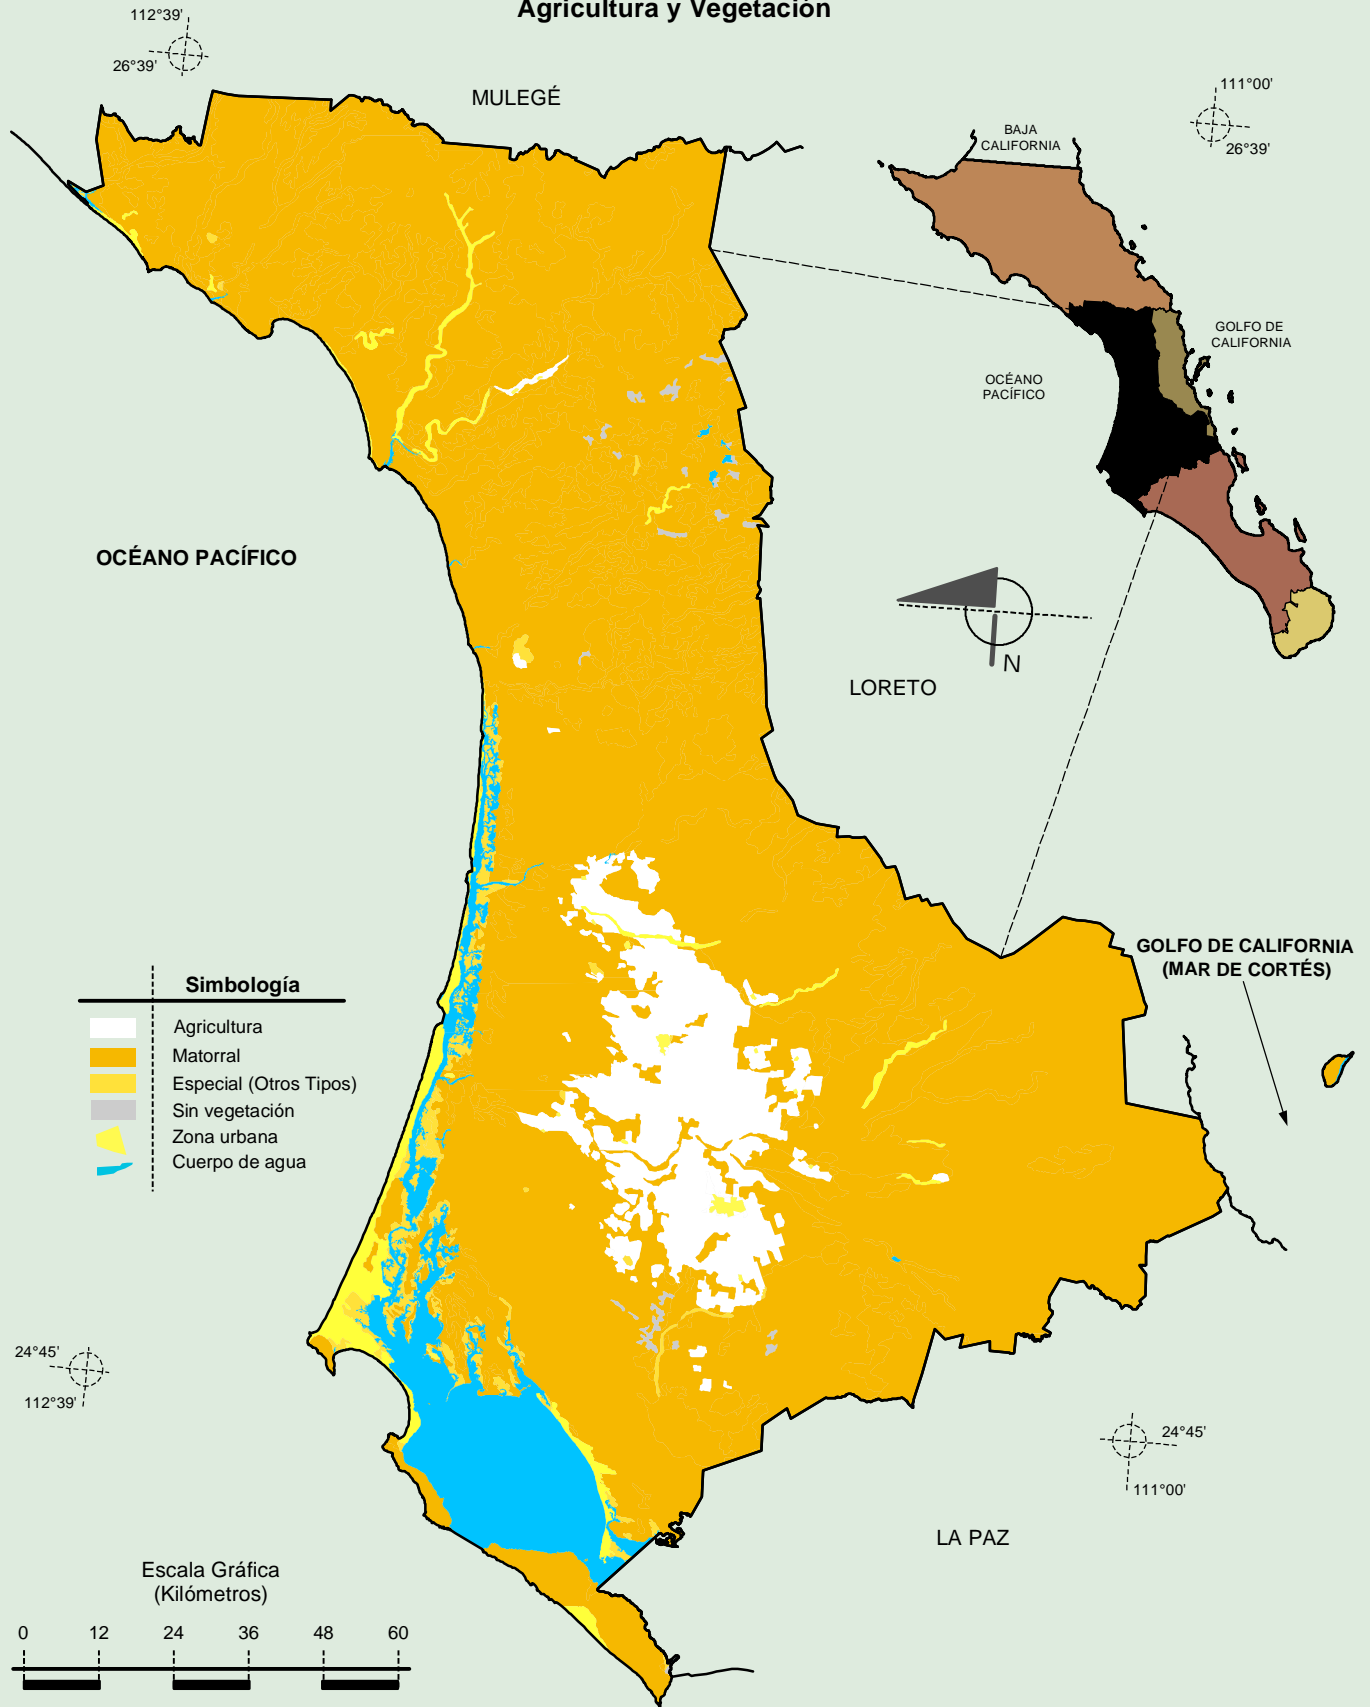 Agricultura y Vegetación
112°39'
26°39'
MULEGÉ
111°00'
26°39'
BAJA
CALIFORNIA
GOLFO DE
CALIFORNIA
OCÉANO
PACÍFICO
OCÉANO PACÍFICO
N
LORETO
GOLFO DE CALIFORNIA
(MAR DE CORTÉS)
Simbología
Agricultura
Matorral
Especial (Otros Tipos)
Sin vegetación
Zona urbana
Cuerpo de agua
24°45'
112°39'
24°45'
111°00'
LA PAZ
Escala Gráfica
(Kilómetros)
0 12 24 36 48 60